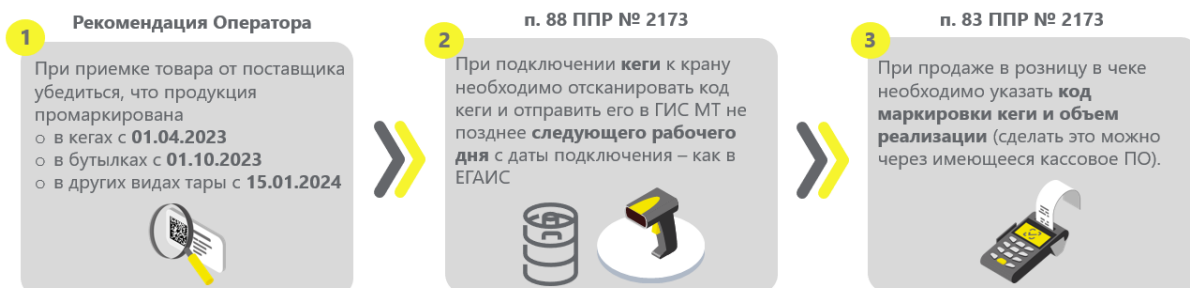 Рекомендация Оператора
1
При приемке товара от поставщика
убедиться, что продукция
промаркирована
o в кегах с 01.04.2023
o в бутылках с 01.10.2023
o в других видах тары с 15.01.2024
п. 88 ППР № 2173
2
При подключении кеги к крану
необходимо отсканировать код
кеги и отправить его в ГИС МТ не
позднее следующего рабочего
дня с даты подключения – как в
ЕГАИС
п. 83 ППР № 2173
3
При продаже в розницу в чеке
необходимо указать код
маркировки кеги и объем
реализации (сделать это можно
через имеющееся кассовое ПО).